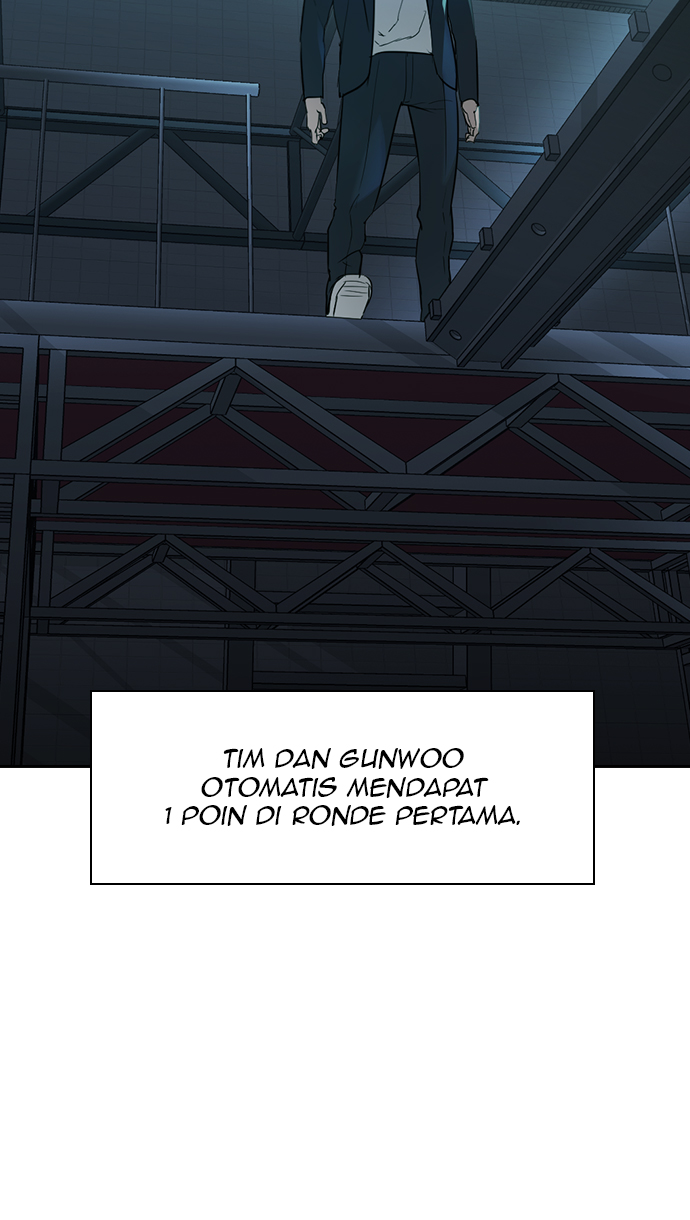 TIM DAN GUNWOO
OTOMATIS MENDAPAT
1 POIN DI RONDE PERTAMA.